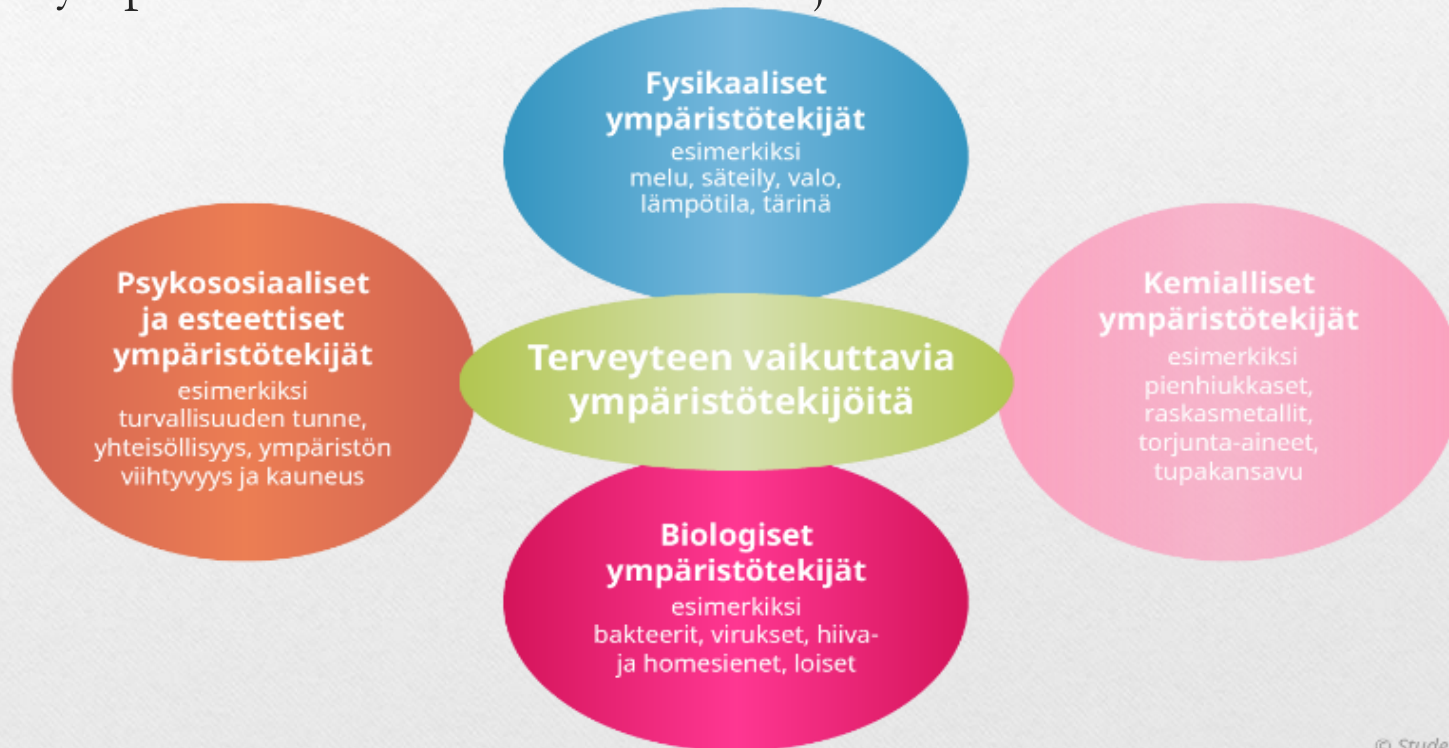 Fysikaaliset
ympäristötekijät
esimerkiksi
melu, säteily, valo,
lämpötila, tärinä
Psykososiaaliset
ja esteettiset
ympäristötekijät
esimerkiksi
turvallisuuden tunne,
yhteisöllisyys, ympäristön
viihtyvyys ja kauneus
Terveyteen vaikuttavia
ympäristötekijöitä
Kemialliset
ympäristötekijät
esimerkiksi
pienhiukkaset,
raskasmetallit,
torjunta-aineet,
tupakansavu
Biologiset
ympäristötekijät
esimerkiksi
bakteerit, virukset, hiiva-
ja homesienet, loiset
©